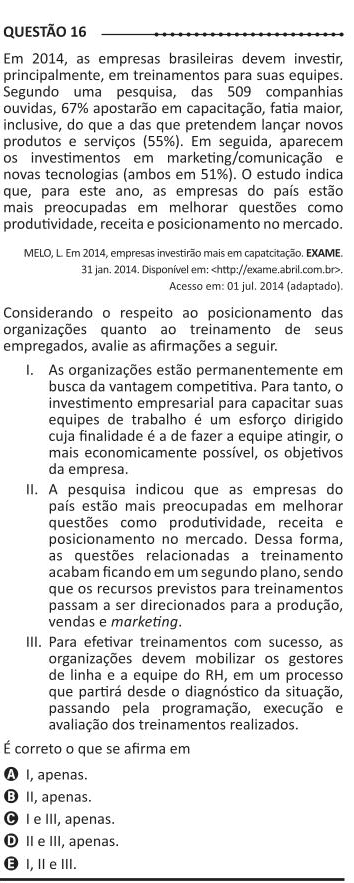 QUESTÃO 16
Em 2014, as empresas brasileiras devem investir,
principalmente, em treinamentos para suas equipes.
Segundo uma pesquisa, das 509 companhias
ouvidas, 67% apostarão em capacitação, fatia maior,
inclusive, do que a das que pretendem lançar novos
produtos e serviços (55%). Em seguida, aparecem
os investimentos em marketing/comunicação e
novas tecnologias (ambos em 51%). O estudo indica
que, para este ano, as empresas do país estão
mais preocupadas em melhorar questões como
produtividade, receita e posicionamento no mercado.
MELO, L. Em 2014, empresas investirão mais em capatcitação. EXAME.
31 jan. 2014. Disponível em: <http://exame.abril.com.br>.
Acesso em: 01 jul. 2014 (adaptado).
Considerando o respeito ao posicionamento das
organizações quanto ao treinamento de seus
empregados, avalie as afirmações a seguir.
I. As organizações estão permanentemente em
busca da vantagem competitiva. Para tanto, o
investimento empresarial para capacitar suas
equipes de trabalho é um esforço dirigido
cuja finalidade é a de fazer a equipe atingir, o
mais economicamente possível, os objetivos
da empresa.
II. A pesquisa indicou que as empresas do
país estão mais preocupadas em melhorar
questões como produtividade, receita e
posicionamento no mercado. Dessa forma,
as questões relacionadas a treinamento
acabam ficando em um segundo plano, sendo
que os recursos previstos para treinamentos
passam a ser direcionados para a produção,
vendas e marketing.
III. Para efetivar treinamentos com sucesso, as
organizações devem mobilizar os gestores
de linha e a equipe do RH, em um processo
que partirá desde o diagnóstico da situação,
passando pela programação, execução e
avaliação dos treinamentos realizados.
É correto o que se afirma em
A I, apenas.
B II, apenas.
C I e III, apenas.
D II e III, apenas.
E I, II e III.